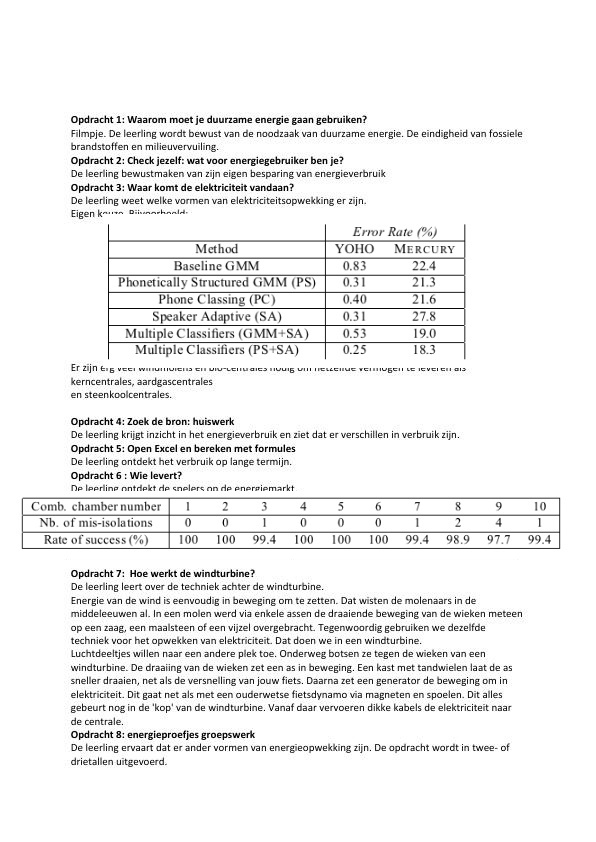 Opdracht 1: Waarom moet je duurzame energie gaan gebruiken?
Filmpje. De leerling wordt bewust van de noodzaak van duurzame energie. De eindigheid van fossiele
brandstoffen en milieuvervuiling.
Opdracht 2: Check jezelf: wat voor energiegebruiker ben je?
De leerling bewustmaken van zijn eigen besparing van energieverbruik
Opdracht 3: Waar komt de elektriciteit vandaan?
De leerling weet welke vormen van elektriciteitsopwekking er zijn.
Eigen keuze. Bijvoorbeeld:
Error Rate (%)
Method YOHO MERCURY
Baseline GMM 0.83 22.4
Phonetically Structured GMM (PS) 0.31 21.3
Phone Classing (PC) 0.40 21.6
Speaker Adaptive (SA) 0.31 27.8
Multiple Classifiers (GMM+SA) 0.53 19.0
Multiple Classifiers (PS+SA) 0.25 18.3
Er zijn erg veel windmolens en bio-centrales nodig om hetzelfde vermogen te leveren als
kerncentrales, aardgascentrales
en steenkoolcentrales.
Opdracht 4: Zoek de bron: huiswerk
De leerling krijgt inzicht in het energieverbruik en ziet dat er verschillen in verbruik zijn.
Opdracht 5: Open Excel en bereken met formules
De leerling ontdekt het verbruik op lange termijn.
Opdracht 6 : Wie levert?
De leerling ontdekt de spelers op de energiemarkt.
Comb. chamber number 1 2 3 4 5 6 7 8 9 10
Nb. of mis-isolations 0 0 1 0 0 0 1 2 4 1
Rate of success (%) 100 100 99.4 100 100 100 99.4 98.9 97.7 99.4
Opdracht 7: Hoe werkt de windturbine?
De leerling leert over de techniek achter de windturbine.
Energie van de wind is eenvoudig in beweging om te zetten. Dat wisten de molenaars in de
middeleeuwen al. In een molen werd via enkele assen de draaiende beweging van de wieken meteen
op een zaag, een maalsteen of een vijzel overgebracht. Tegenwoordig gebruiken we dezelfde
techniek voor het opwekken van elektriciteit. Dat doen we in een windturbine.
Luchtdeeltjes willen naar een andere plek toe. Onderweg botsen ze tegen de wieken van een
windturbine. De draaiing van de wieken zet een as in beweging. Een kast met tandwielen laat de as
sneller draaien, net als de versnelling van jouw fiets. Daarna zet een generator de beweging om in
elektriciteit. Dit gaat net als met een ouderwetse fietsdynamo via magneten en spoelen. Dit alles
gebeurt nog in de 'kop' van de windturbine. Vanaf daar vervoeren dikke kabels de elektriciteit naar
de centrale.
Opdracht 8: energieproefjes groepswerk
De leerling ervaart dat er ander vormen van energieopwekking zijn. De opdracht wordt in twee- of
drietallen uitgevoerd.